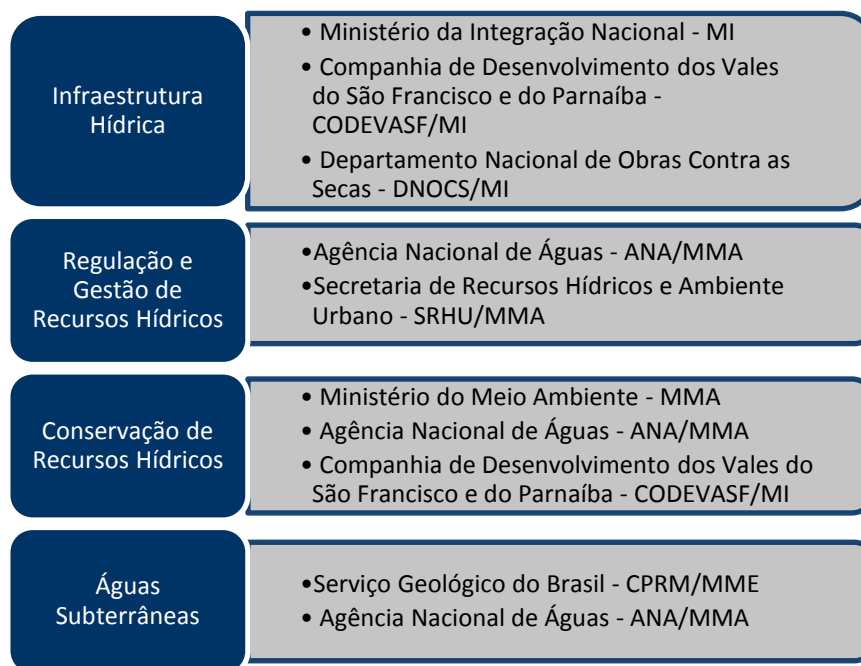 Infraestrutura
Hídrica
• Ministério da Integração Nacional - MI
• Companhia de Desenvolvimento dos Vales
do São Francisco e do Parnaíba -
CODEVASF/MI
• Departamento Nacional de Obras Contra as
Secas - DNOCS/MI
Regulação e
Gestão de
Recursos Hídricos
•Agência Nacional de Águas - ANA/MMA
•Secretaria de Recursos Hídricos e Ambiente
Urbano - SRHU/MMA
Conservação de
Recursos Hídricos
• Ministério do Meio Ambiente - MMA
• Agência Nacional de Águas - ANA/MMA
• Companhia de Desenvolvimento dos Vales do
São Francisco e do Parnaíba - CODEVASF/MI
Águas
Subterrâneas
•Serviço Geológico do Brasil - CPRM/MME
• Agência Nacional de Águas - ANA/MMA